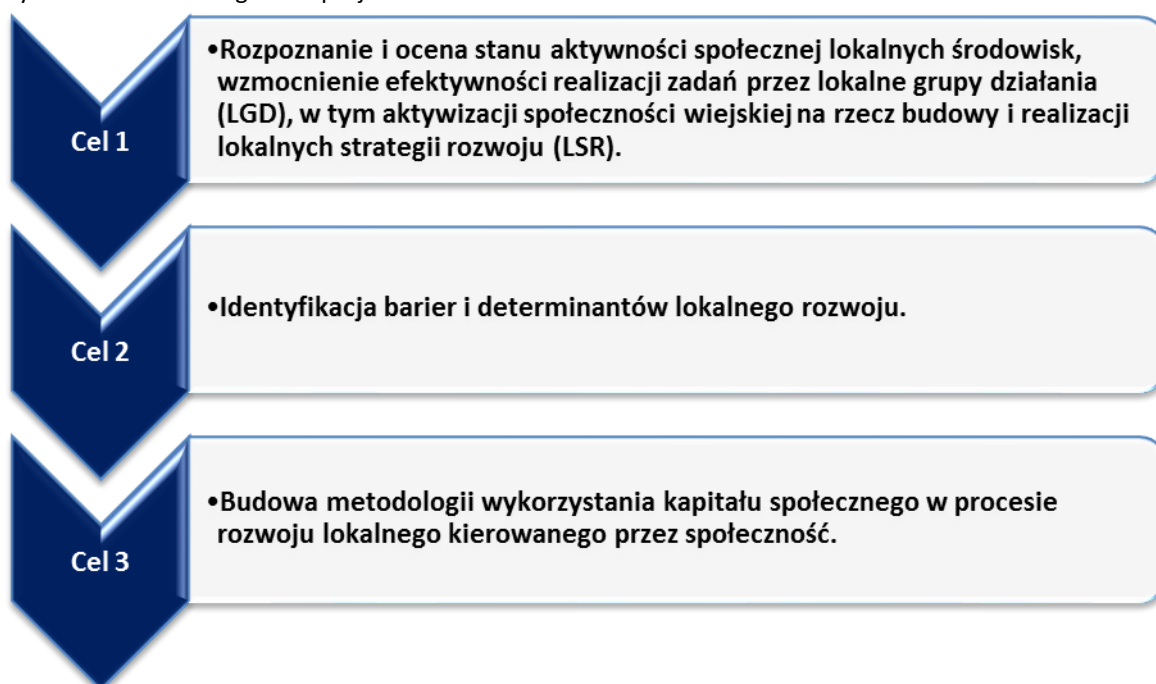 Cel 1
•Rozpoznanie i ocena stanu aktywności społecznej lokalnych środowisk,
wzmocnienie efektywności realizacji zadań przez lokalne grupy działania
(LGD), w tym aktywizacji społeczności wiejskiej na rzecz budowy i realizacji
lokalnych strategii rozwoju (LSR).
Cel 2
•Identyfikacja barier i determinantów lokalnego rozwoju.
Cel 3
•Budowa metodologii wykorzystania kapitału społecznego w procesie
rozwoju lokalnego kierowanego przez społeczność.